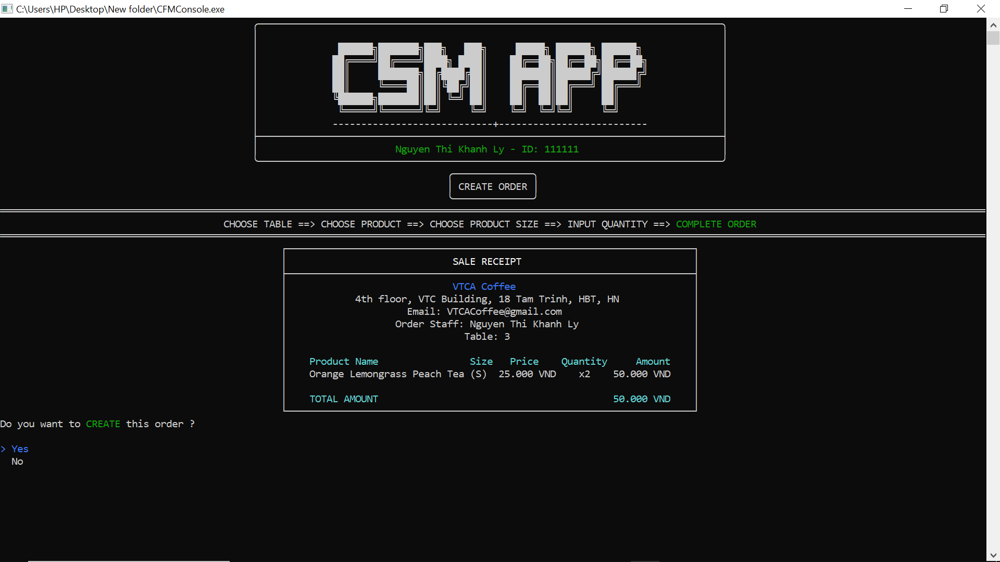 C:\Users\HP\Desktop\New folder\CFMConsole.exe
CSM APP
----------------------------+--------------------------
Nguyen Thi Khanh Ly - ID: 111111
CREATE ORDER
CHOOSE TABLE ==> CHOOSE PRODUCT ==> CHOOSE PRODUCT SIZE ==> INPUT QUANTITY ==> COMPLETE ORDER
SALE RECEIPT
VTCA Coffee
4th floor, VTC Building, 18 Tam Trinh, HBT, HN
Email: VTCACoffee@gmail.com
Order Staff: Nguyen Thi Khanh Ly
Table: 3
Product Name Size Price Quantity Amount
Orange Lemongrass Peach Tea (S) 25.000 VND x2 50.000 VND
TOTAL AMOUNT 50.000 VND
Do you want to CREATE this order ?
> Yes
No